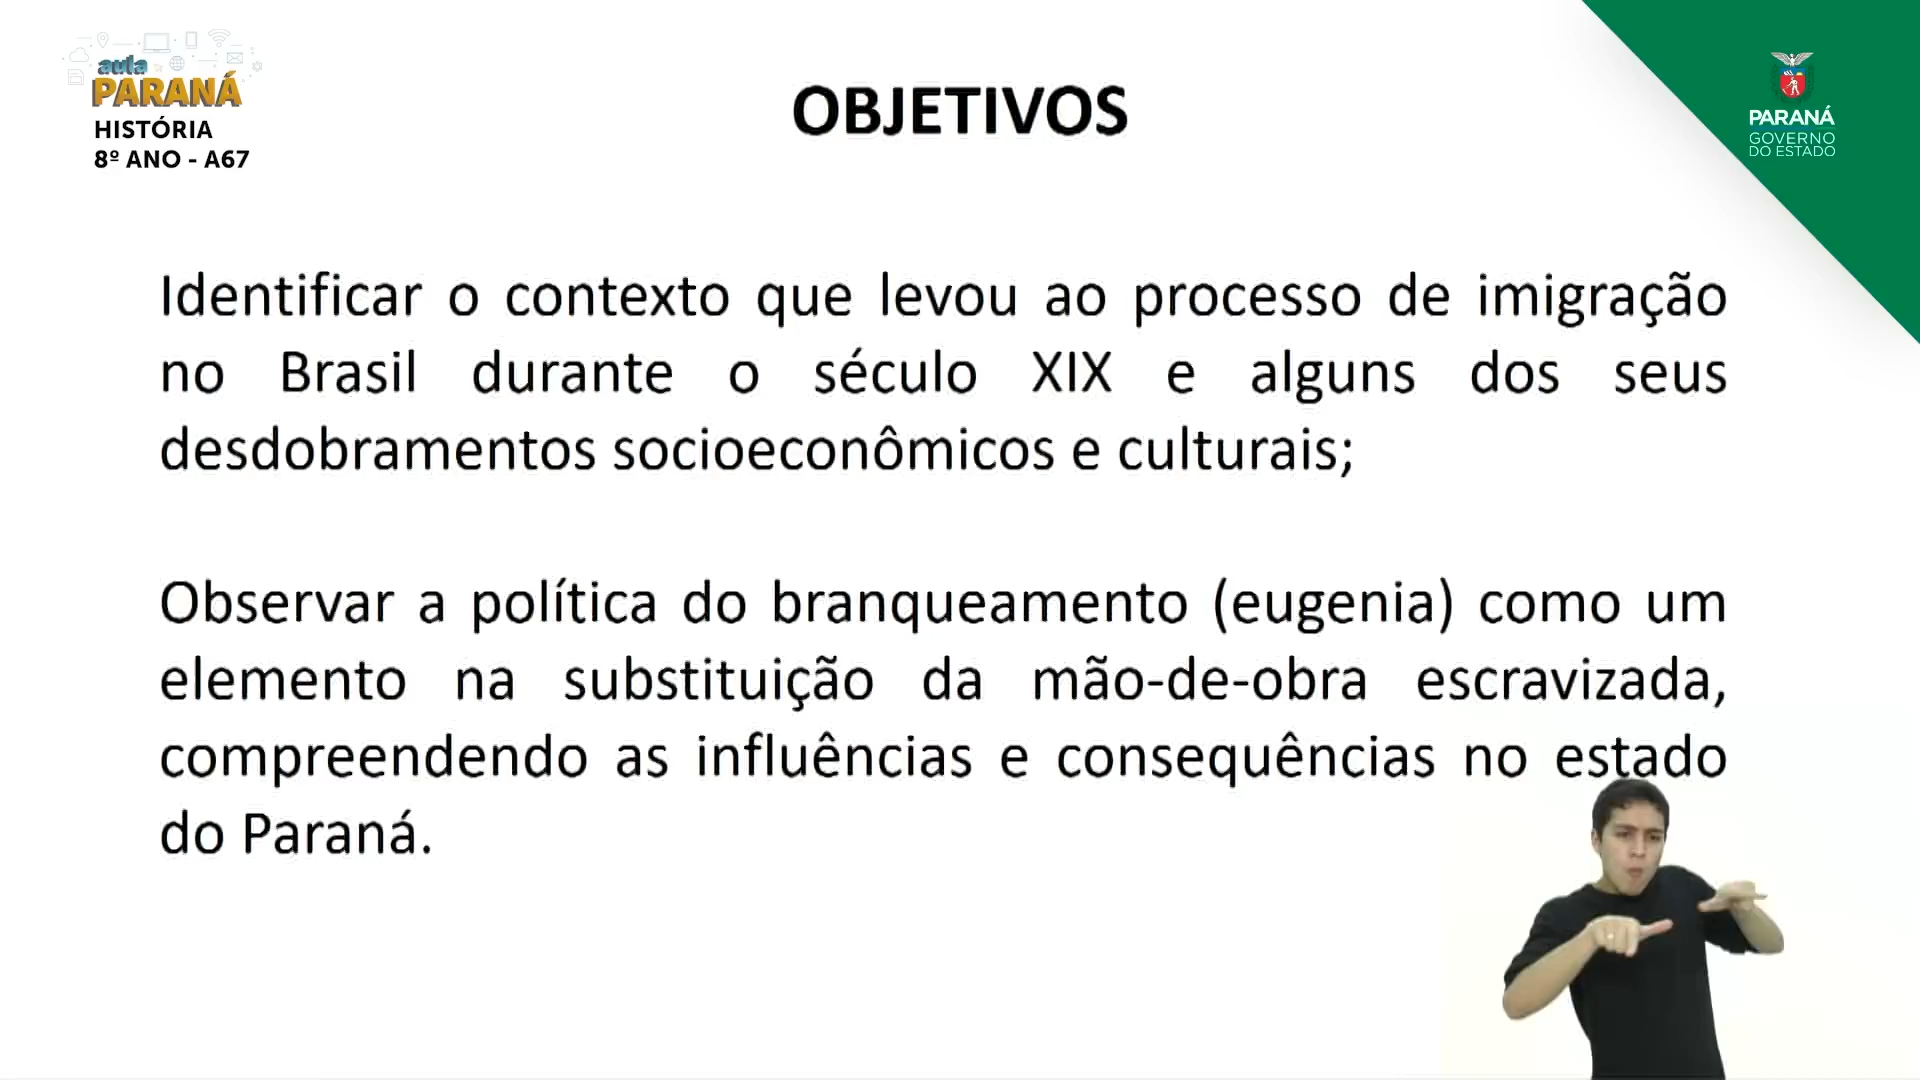 aula
PARANÁ
HISTÓRIA
8º ANO - A67
OBJETIVOS
PARANÁ
GOVERNO
DO ESTADO
Identificar o contexto que levou ao processo de imigração
no Brasil durante o século XIX e alguns dos seus
desdobramentos socioeconômicos e culturais;
Observar a política do branqueamento (eugenia) como um
elemento na substituição da mão-de-obra escravizada,
compreendendo as influências e consequências no estado
do Paraná.